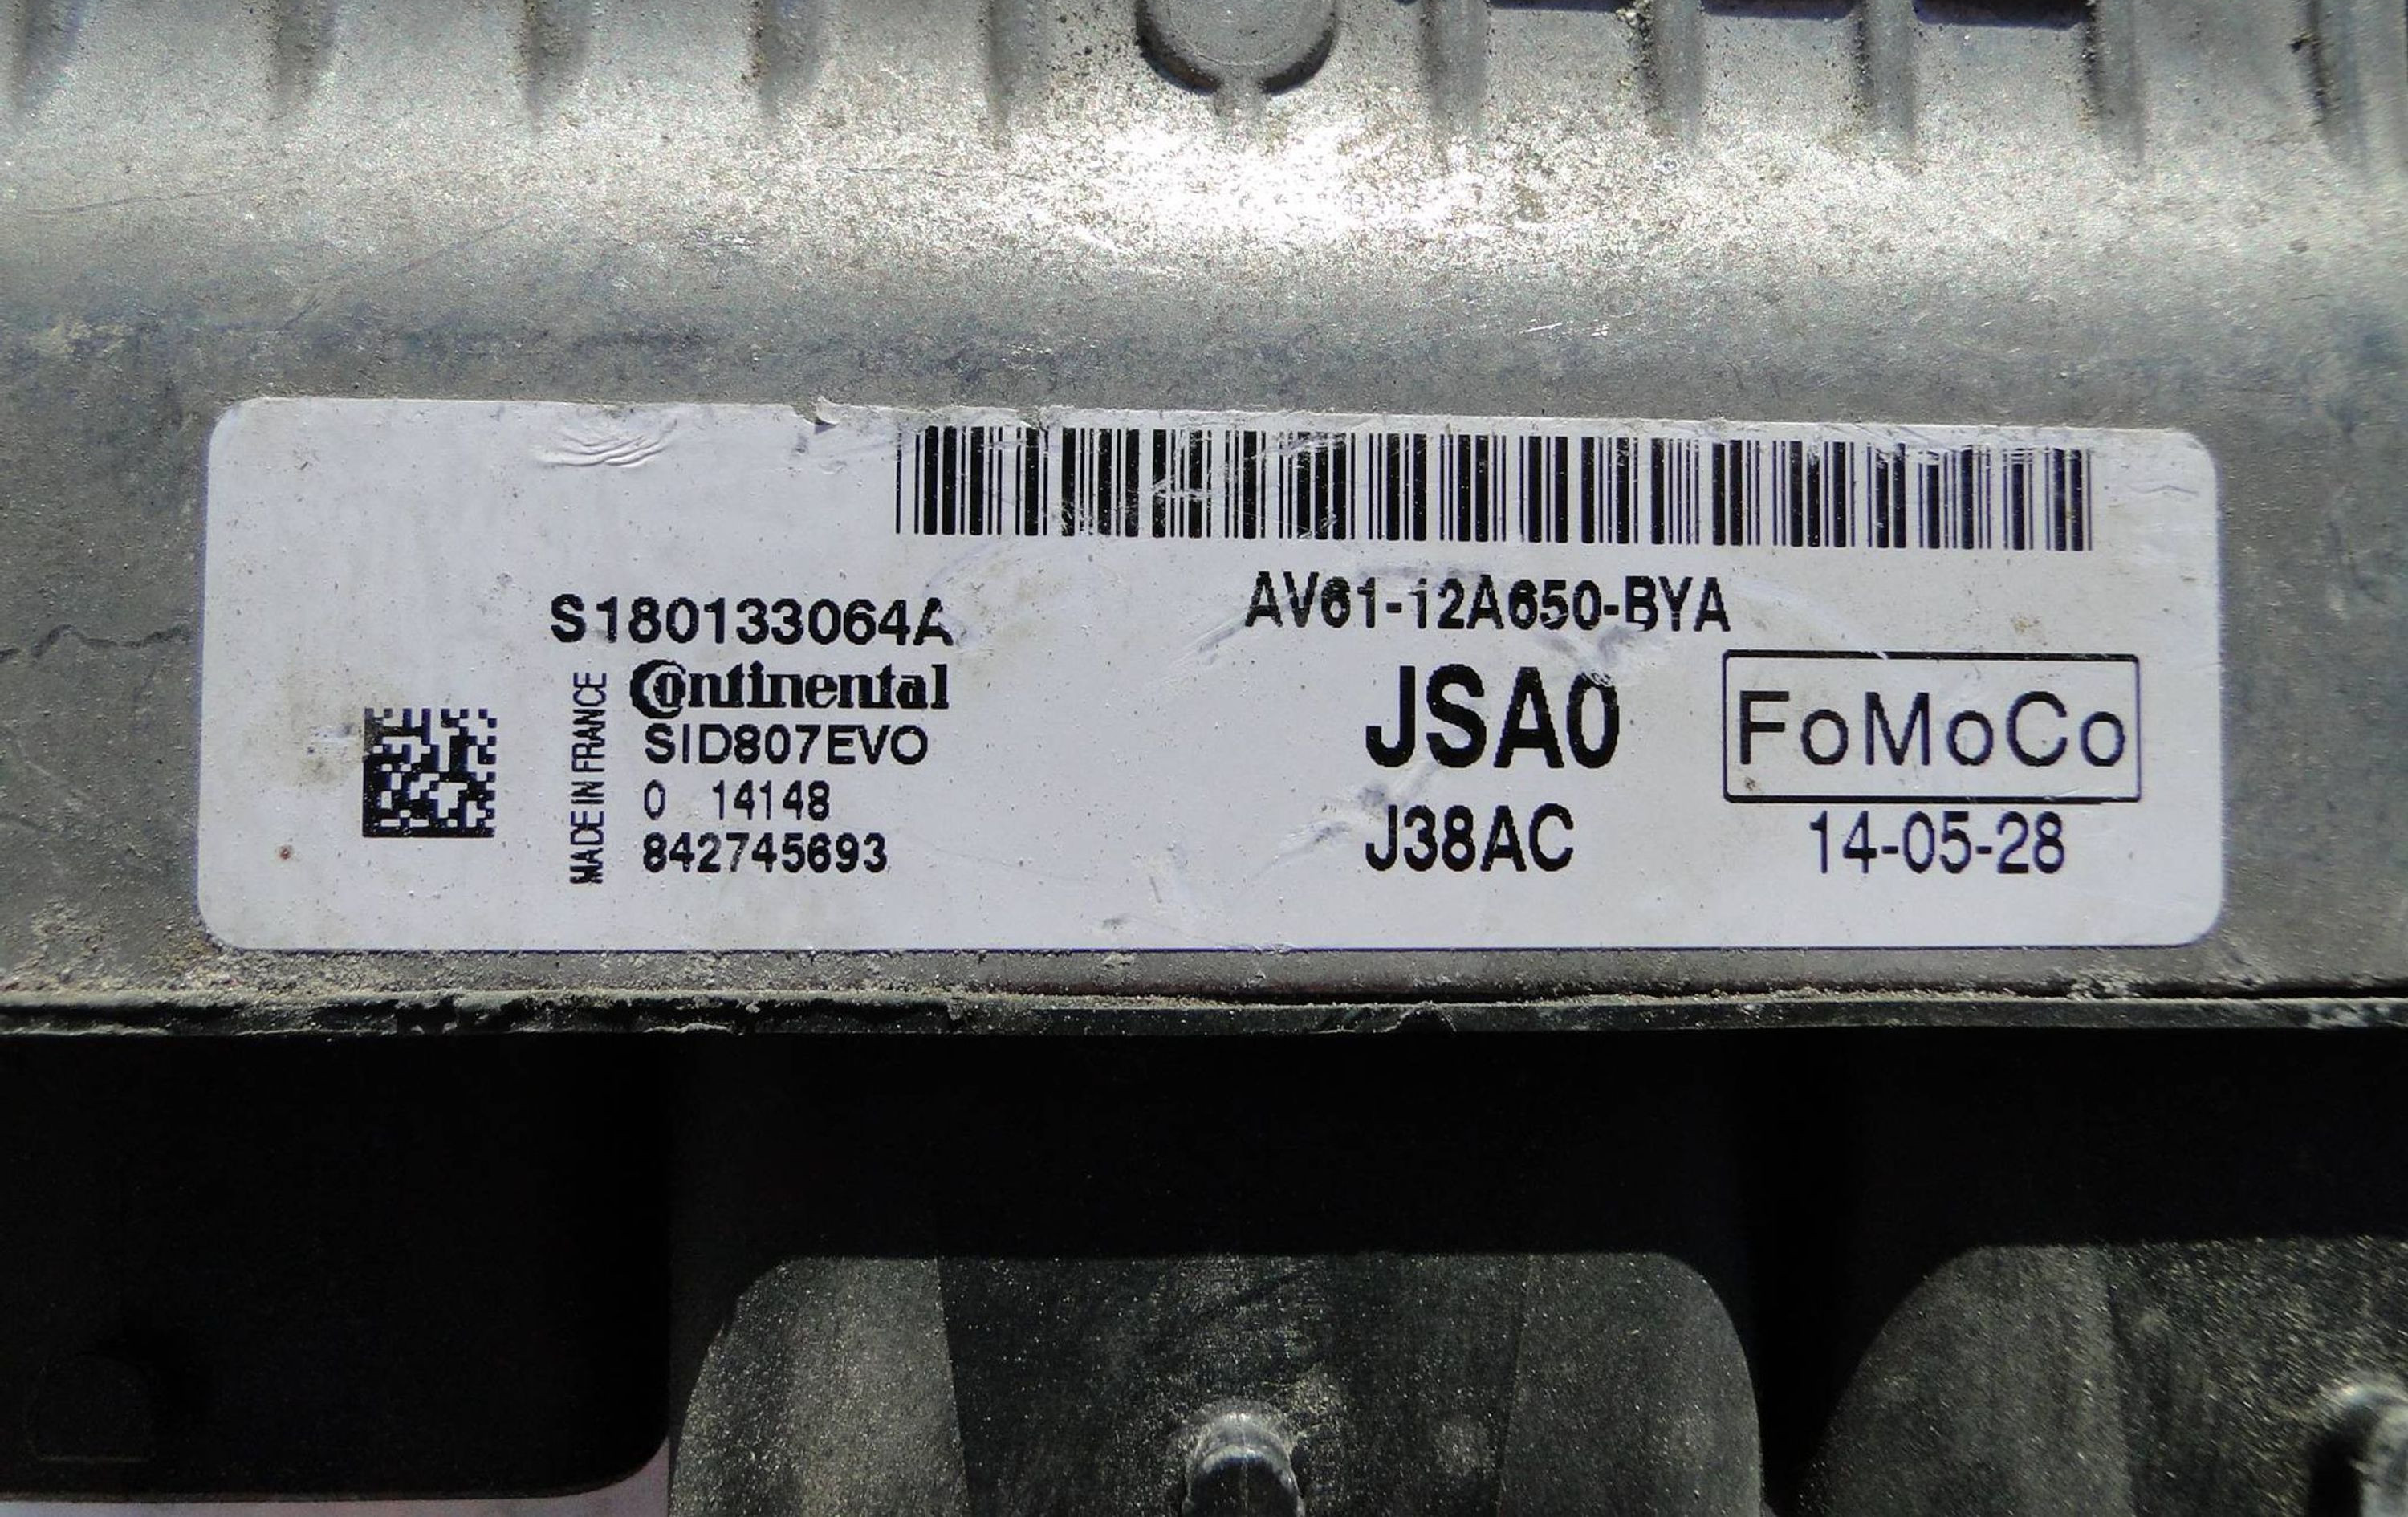 S180133064A
Continental
SID807EVO
0 14148
842745693
MADE IN FRANCE
AV61-12A650-BYA
JSA0
FoMoCo
J38AC
14-05-28